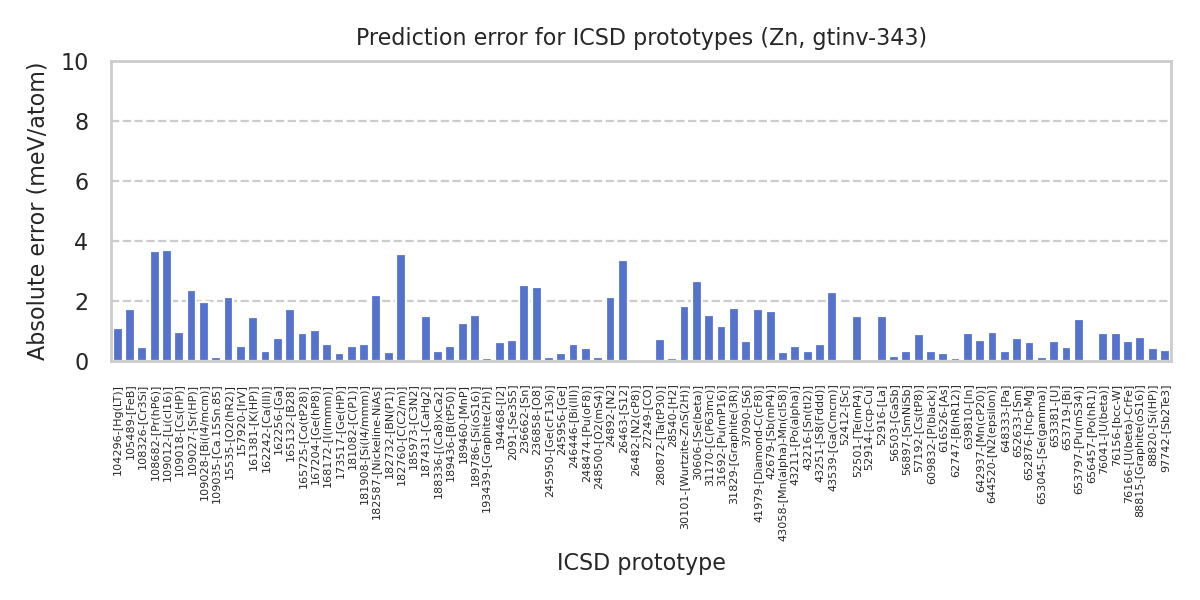 Prediction error for ICSD prototypes (Zn, gtinv-343)
Absolute error (meV/atom)
10
8
6
4
2
0
104296-[Hg(LT)]
105489-[FeB]
108326-[Cr3Si]
108682-[Pr(hP6)]
109012-[Li(cI16)]
109018-[Cs(HP)]
109027-[Sr(HP)]
109028-[Bi(I4/mcm)]
109035-[Ca.15Sn.85]
15535-[O2(hR2)]
157920-[IrV]
161381-[K(HP)]
162242-[Ca(III)]
162256-[Ga]
165132-[B28]
165725-[Co(tP28)]
167204-[Ge(hP8)]
168172-[I(Immm)]
173517-[Ge(HP)]
181082-[C(P1)]
181908-[Si(I4/mmm)]
182587-[Nickeline-NiAs]
182732-[BN(P1)]
182760-[C(C2/m)]
185973-[C3N2]
187431-[CaHg2]
188336-[(Ca8)xCa2]
189436-[B(tP50)]
189460-[MnP]
189786-[Si(oS16)]
193439-[Graphite(2H)]
194468-[I2]
2091-[Se3S5]
236662-[Sn]
236858-[O8]
245950-[Ge(cF136)]
245956-[Ge]
246446-[Bi(III)]
248474-[Pu(oF8)]
248500-[O2(mS4)]
24892-[N2]
26463-[S12]
26482-[N2(cP8)]
27249-[CO]
280872-[Ta(tP30)]
28540-[H2]
30101-[Wurtzite-ZnS(2H)]
30606-[Se(beta)]
31170-[C(P63mc)]
31692-[Pu(mP16)]
31829-[Graphite(3R)]
37090-[S6]
41979-[Diamond-C(cF8)]
42679-[Sb(mP4)]
43058-[Mn(alpha)-Mn(cI58)]
43211-[Po(alpha)]
43216-[Sn(tI2)]
43251-[S8(Fddd)]
43539-[Ga(Cmcm)]
52412-[Sc]
52501-[Te(mP4)]
52914-[fcc-Cu]
52916-[La]
56503-[GaSb]
56897-[SmNiSb]
57192-[Cs(tP8)]
609832-[P(black)]
616526-[As]
62747-[B(hR12)]
639810-[In]
642937-[Mn(cP20)]
644520-[N2(epsilon)]
648333-[Pa]
652633-[Sm]
652876-[hcp-Mg]
653045-[Se(gamma)]
653381-[U]
653719-[Bi]
653797-[Pu(mS34)]
656457-[Po(hR1)]
76041-[U(beta)]
76156-[bcc-W]
76166-[U(beta)-CrFe]
88815-[Graphite(oS16)]
88820-[Si(HP)]
97742-[Sb2Te3]
ICSD prototype